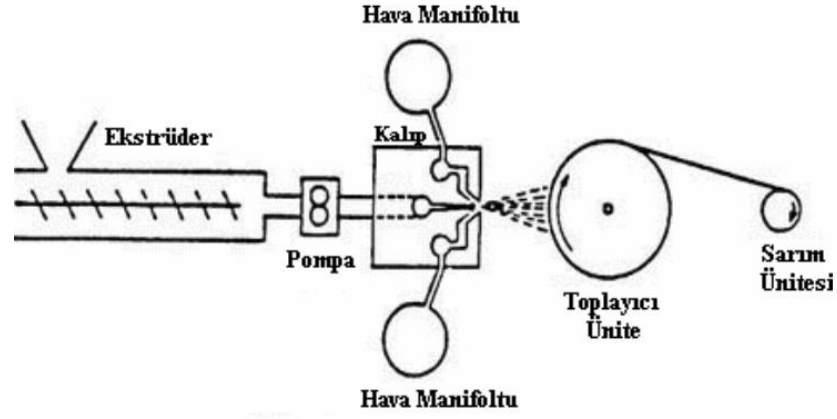 Hava Manifoltu
Ekstrüder
Kalıp
Pompa
Toplayıcı
Ünite
Sarım
Ünitesi
Hava Manifoltu